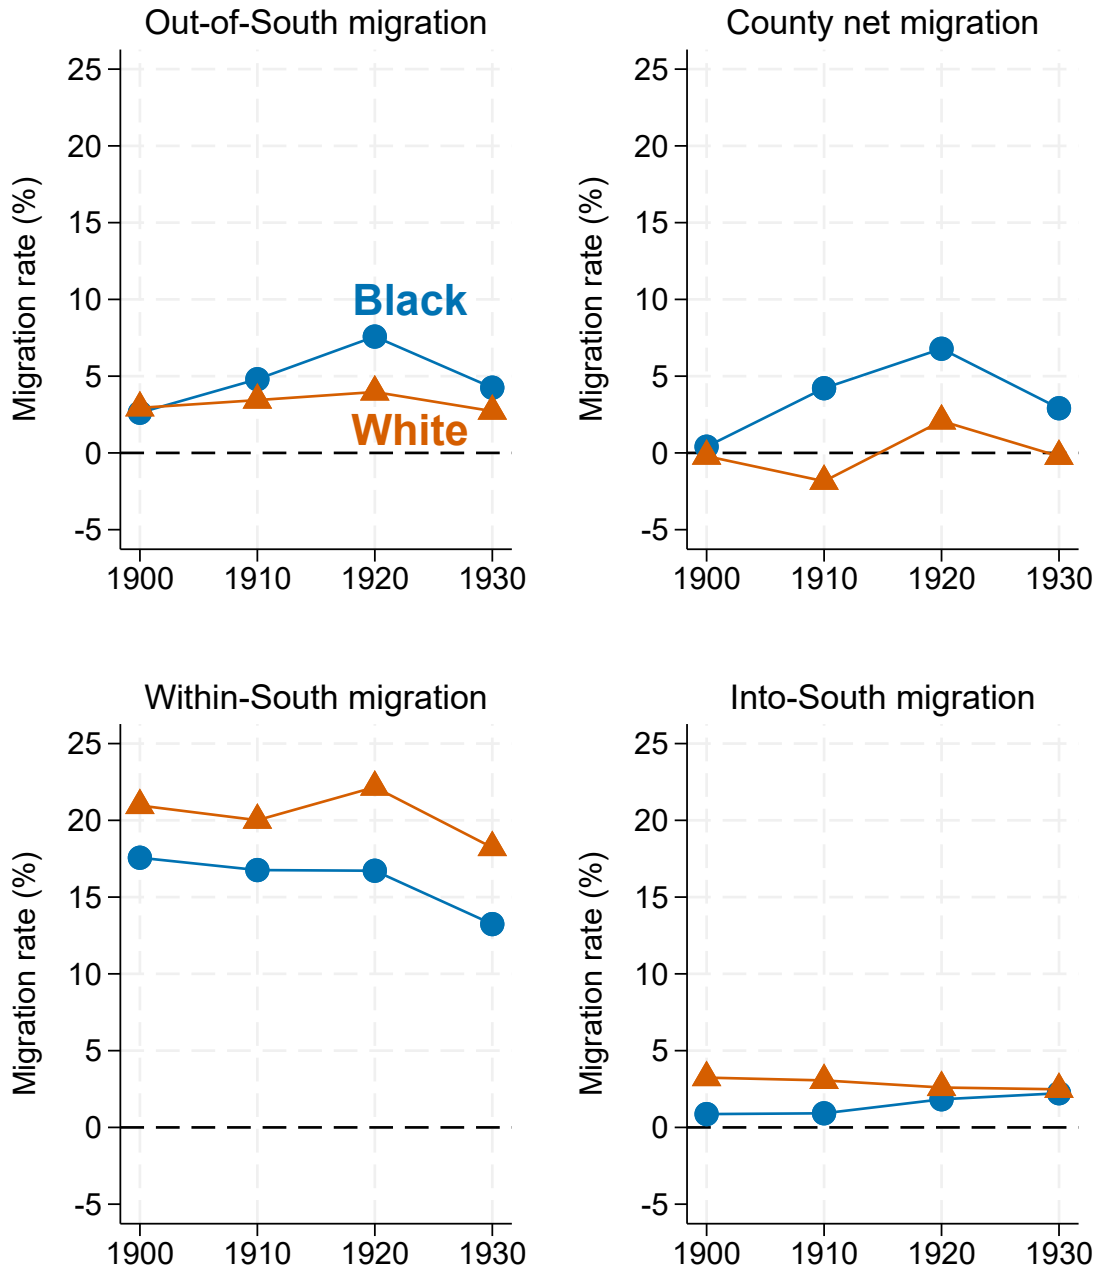 Out-of-South migration
Migration rate (%)
25
20
15
10
5
0
-5
Black
White
1900 1910 1920 1930
County net migration
Migration rate (%)
25
20
15
10
5
0
-5
1900 1910 1920 1930
Within-South migration
Migration rate (%)
25
20
15
10
5
0
-5
1900 1910 1920 1930
Into-South migration
Migration rate (%)
25
20
15
10
5
0
-5
1900 1910 1920 1930